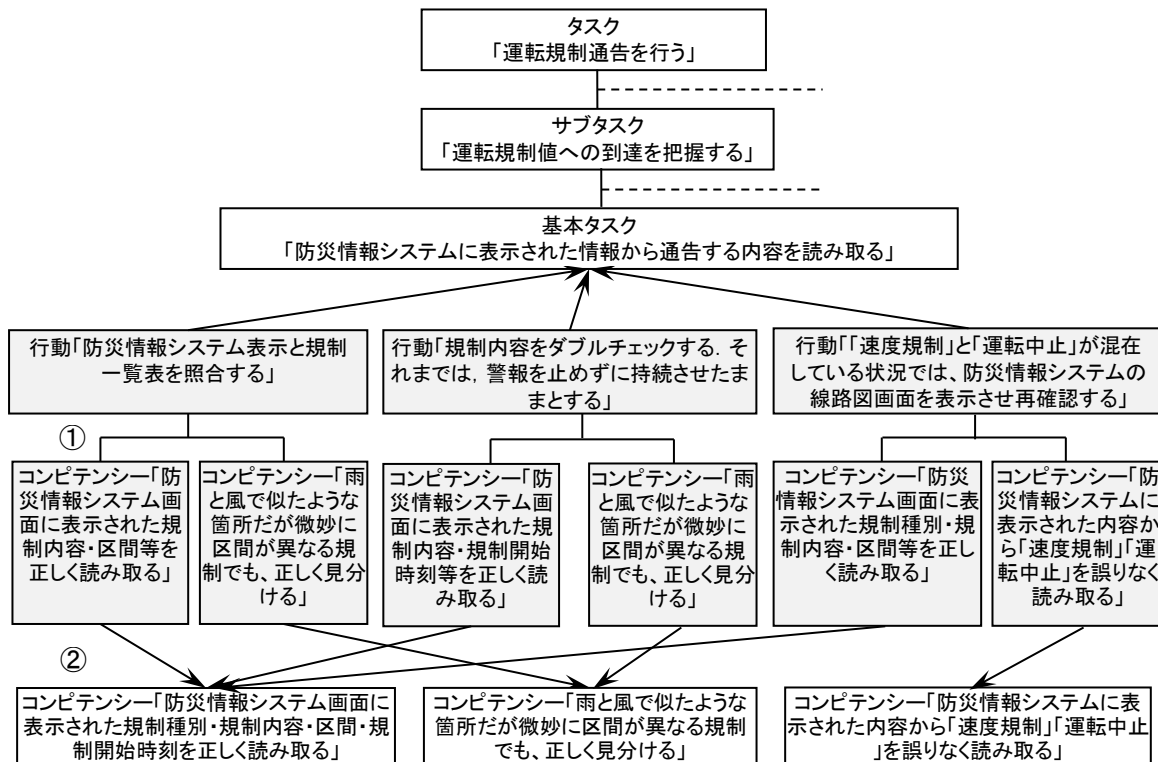 タスク
「運転規制通告を行う」
サブタスク
「運転規制値への到達を把握する」
基本タスク
「防災情報システムに表示された情報から通告する内容を読み取る」
行動「防災情報システム表示と規制
一覧表を照合する」
行動「規制内容をダブルチェックする．そ
れまでは，警報を止めずに持続させたま
まとする」
行動「「速度規制」と「運転中止」が混在
している状況では、防災情報システムの
線路図画面を表示させ再確認する」
①
コンピテンシー「防
災情報システム画
面に表示された規
制内容・区間等を
正しく読み取る」
コンピテンシー「雨
と風で似たような
箇所だが微妙に
区間が異なる規
制でも、正しく見分
ける」
コンピテンシー「防
災情報システム画
面に表示された規
制内容・規制開始
時刻等を正しく読
み取る」
コンピテンシー「雨
と風で似たような
箇所だが微妙に
区間が異なる規
制でも、正しく見分
ける」
コンピテンシー「防災
情報システム画面に表
示された規制種別・規
制内容・区間等を正し
く読み取る」
コンピテンシー「防
災情報システムに
表示された内容か
ら「速度規制」「運
転中止」を誤りなく
読み取る」
②
コンピテンシー「防災情報システム画面に
表示された規制種別・規制内容・区間・規
制開始時刻を正しく読み取る」
コンピテンシー「雨と風で似たような
箇所だが微妙に区間が異なる規制
でも、正しく見分ける」
コンピテンシー「防災情報システムに表
示された内容から「速度規制」「運転中止
」を誤りなく読み取る」